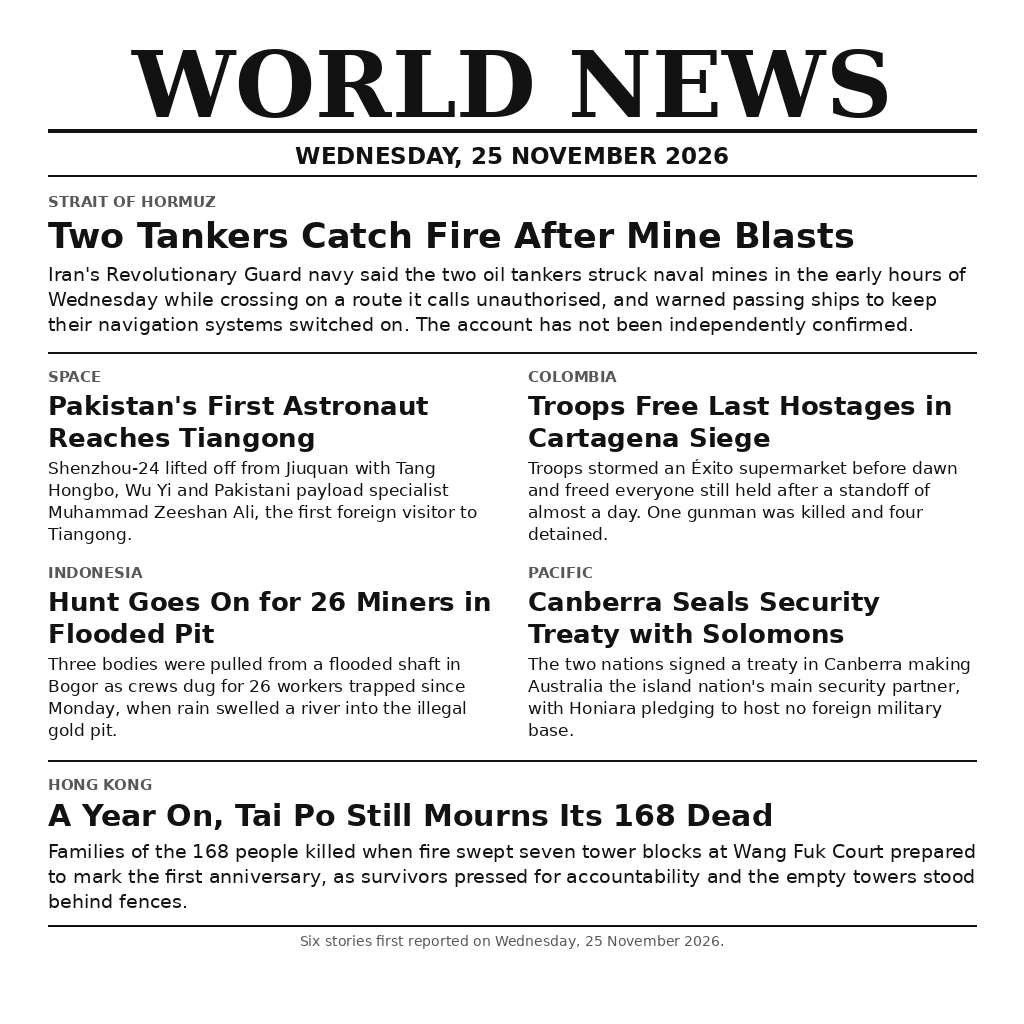 WORLD NEWS
WEDNESDAY, 25 NOVEMBER 2026
STRAIT OF HORMUZ
Two Tankers Catch Fire After Mine Blasts
Iran's Revolutionary Guard navy said the two oil tankers struck naval mines in the early hours of
Wednesday while crossing on a route it calls unauthorised, and warned passing ships to keep
their navigation systems switched on. The account has not been independently confirmed.
SPACE
Pakistan's First Astronaut
Reaches Tiangong
Shenzhou-24 lifted off from Jiuquan with Tang
Hongbo, Wu Yi and Pakistani payload specialist
Muhammad Zeeshan Ali, the first foreign visitor to
Tiangong.
COLOMBIA
Troops Free Last Hostages in
Cartagena Siege
Troops stormed an Éxito supermarket before dawn
and freed everyone still held after a standoff of
almost a day. One gunman was killed and four
detained.
INDONESIA
Hunt Goes On for 26 Miners in
Flooded Pit
Three bodies were pulled from a flooded shaft in
Bogor as crews dug for 26 workers trapped since
Monday, when rain swelled a river into the illegal
gold pit.
PACIFIC
Canberra Seals Security
Treaty with Solomons
The two nations signed a treaty in Canberra making
Australia the island nation's main security partner,
with Honiara pledging to host no foreign military
base.
HONG KONG
A Year On, Tai Po Still Mourns Its 168 Dead
Families of the 168 people killed when fire swept seven tower blocks at Wang Fuk Court prepared
to mark the first anniversary, as survivors pressed for accountability and the empty towers stood
behind fences.
Six stories first reported on Wednesday, 25 November 2026.